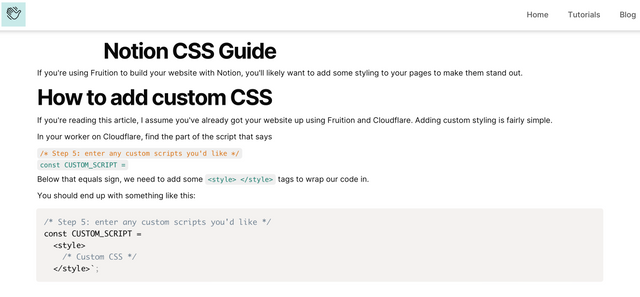 Home Tutorials Blog
Notion CSS Guide
If you're using Fruition to build your website with Notion, you'll likely want to add some styling to your pages to make them stand out.
How to add custom CSS
If you're reading this article, I assume you've already got your website up using Fruition and Cloudflare. Adding custom styling is fairly simple.
In your worker on Cloudflare, find the part of the script that says
/* Step 5: enter any custom scripts you'd like */
const CUSTOM_SCRIPT =
Below that equals sign, we need to add some <style> </style> tags to wrap our code in.
You should end up with something like this:
/* Step 5: enter any custom scripts you'd like */
const CUSTOM_SCRIPT =
<style>
/* Custom CSS */
</style>`;